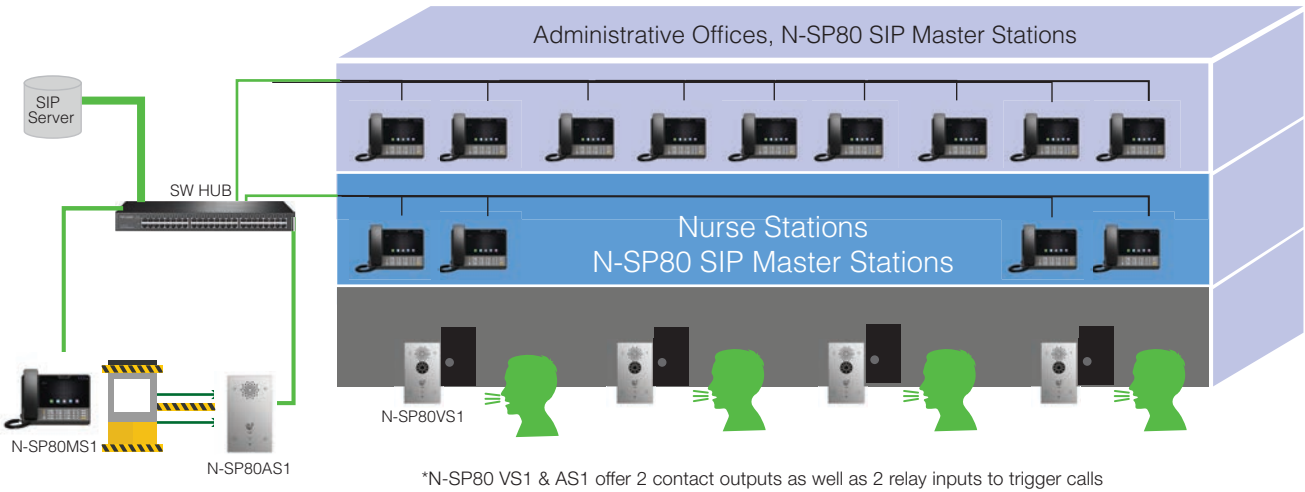 Administrative Offices, N-SP80 SIP Master Stations
SIP
Server
SW HUB
Nurse Stations
N-SP80 SIP Master Stations
N-SP80VS1
N-SP80MS1
N-SP80AS1
*N-SP80 VS1 & AS1 offer 2 contact outputs as well as 2 relay inputs to trigger calls